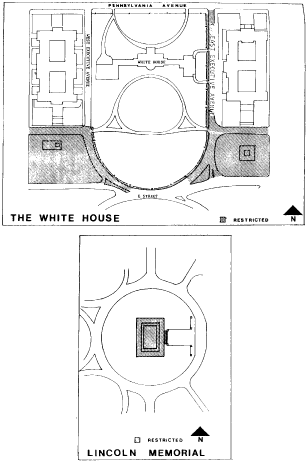 PENNSYLVANIA AVENUE
WEST EXECUTIVE AVENUE
WHITE HOUSE
EAST EXECUTIVE AVENUE
E STREET
THE WHITE HOUSE
RESTRICTED
N
RESTRICTED
N
LINCOLN MEMORIAL